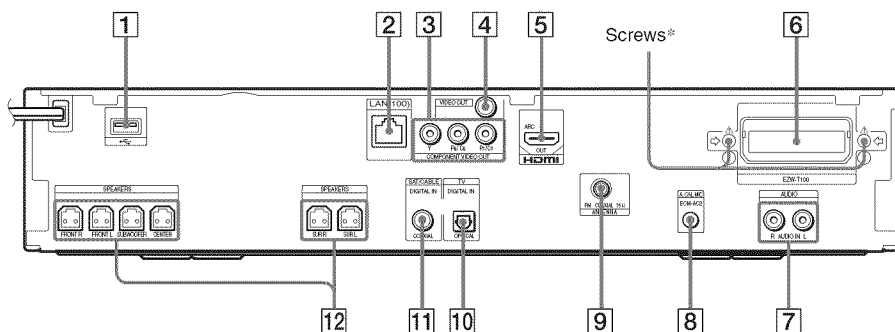 1
2
3
4
5
Screws*
6
LAN(100)
VIDEO OUT
Y
PB/CB
PR/CR
COMPONENT VIDEO OUT
ARC
OUT
HDMI
EZW-T100
SPEAKERS
FRONT R
FRONT L
SUBWOOFER
CENTER
SPEAKERS
SUR R
SUR L
SAT/CABLE
DIGITAL IN
COAXIAL
TV
DIGITAL IN
OPTICAL
FM COAXIAL 75Ω
ANTENNA
A.CAL MIC
ECM-AC2
AUDIO
R AUDIO IN L
12
11
10
9
8
7